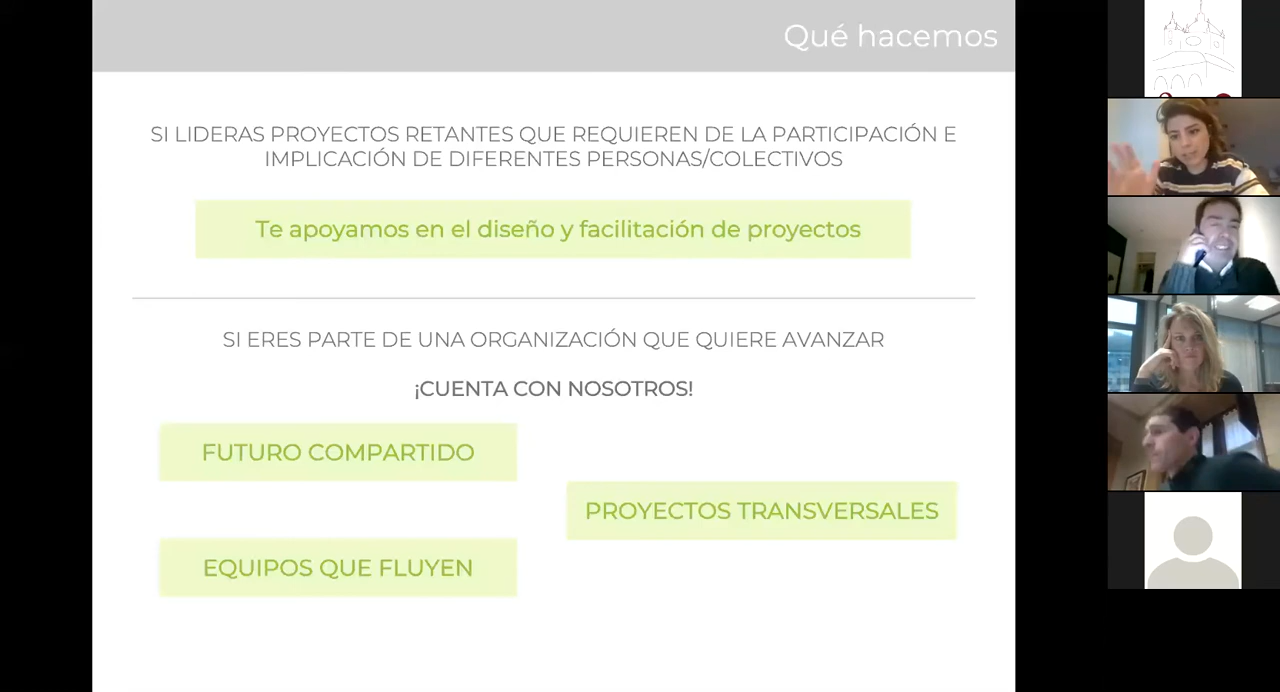 Qué hacemos
SI LIDERAS PROYECTOS RETANTES QUE REQUIEREN DE LA PARTICIPACIÓN E
IMPLICACIÓN DE DIFERENTES PERSONAS/COLECTIVOS
Te apoyamos en el diseño y facilitación de proyectos
SI ERES PARTE DE UNA ORGANIZACIÓN QUE QUIERE AVANZAR
¡CUENTA CON NOSOTROS!
FUTURO COMPARTIDO
PROYECTOS TRANSVERSALES
EQUIPOS QUE FLUYEN